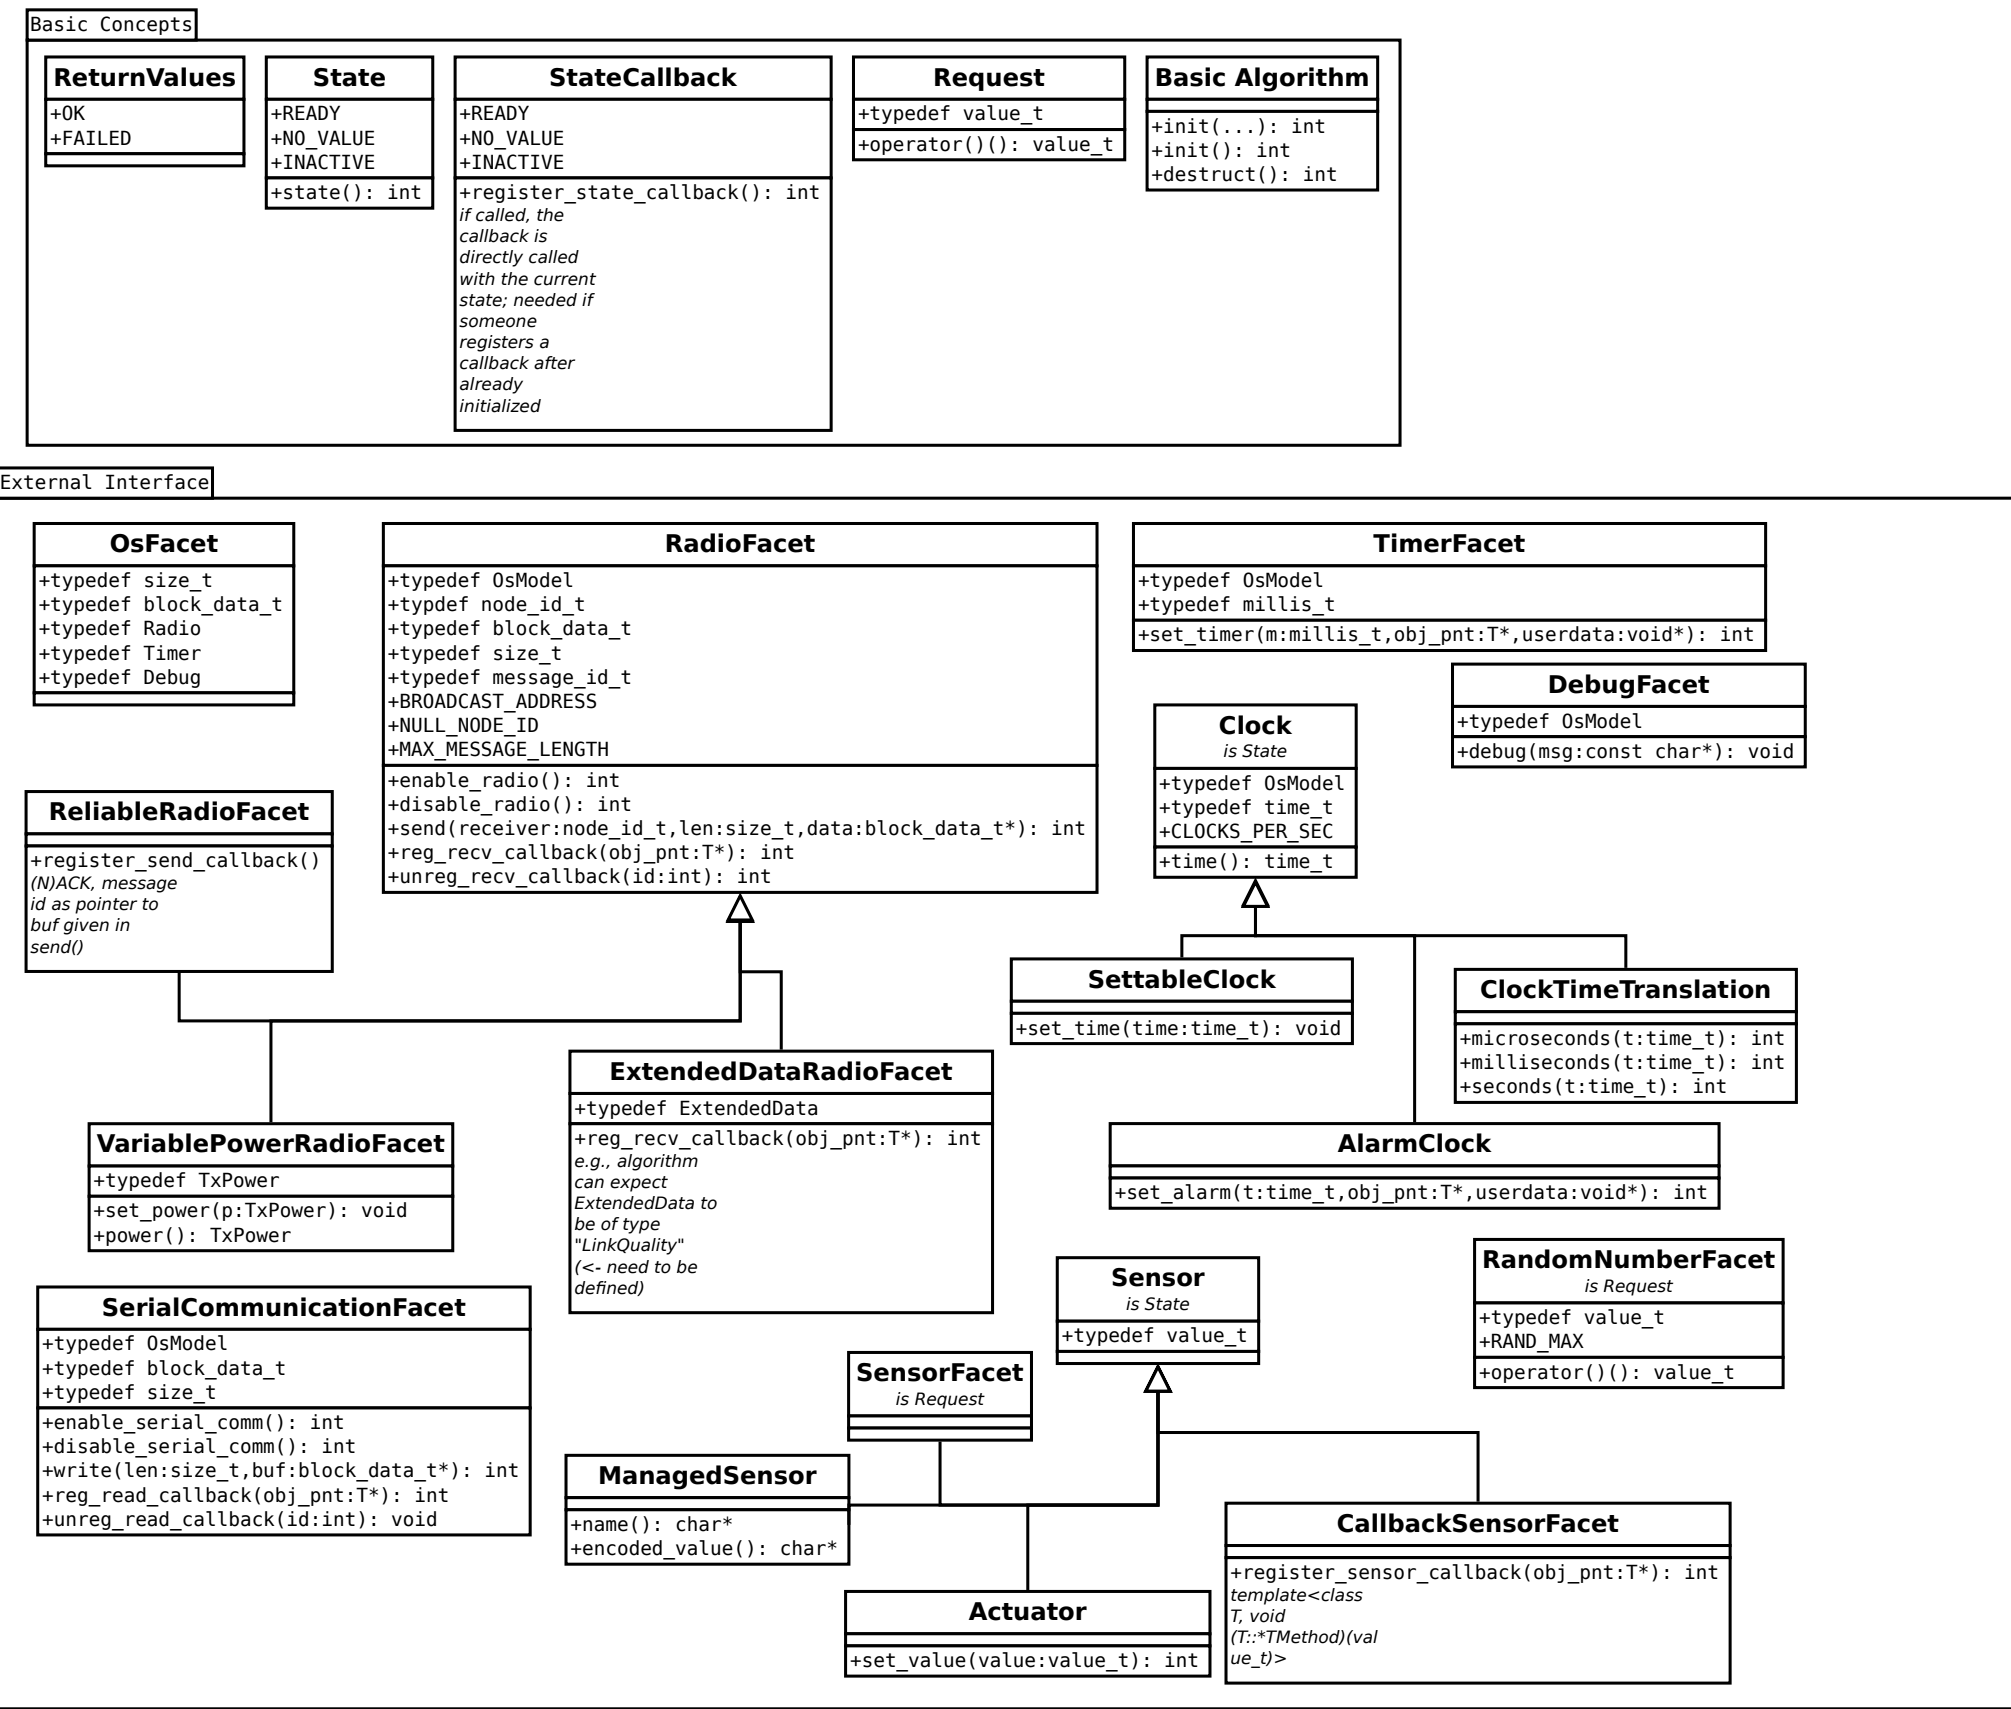 Basic Concepts
ReturnValues
+OK
+FAILED
State
+READY
+NO_VALUE
+INACTIVE
+state(): int
StateCallback
+READY
+NO_VALUE
+INACTIVE
+register_state_callback(): int
if called, the
callback is
directly called
with the current
state; needed if
someone
registers a
callback after
already
initialized
Request
+typedef value_t
+operator()(): value_t
Basic Algorithm
+init(...): int
+init(): int
+destruct(): int
External Interface
OsFacet
+typedef size_t
+typedef block_data_t
+typedef Radio
+typedef Timer
+typedef Debug
RadioFacet
+typedef OsModel
+typdef node_id_t
+typedef block_data_t
+typedef size_t
+typedef message_id_t
+BROADCAST_ADDRESS
+NULL_NODE_ID
+MAX_MESSAGE_LENGTH
+enable_radio(): int
+disable_radio(): int
+send(receiver:node_id_t,len:size_t,data:block_data_t*): int
+reg_recv_callback(obj_pnt:T*): int
+unreg_recv_callback(id:int): int
TimerFacet
+typedef OsModel
+typedef millis_t
+set_timer(m:millis_t,obj_pnt:T*,userdata:void*): int
DebugFacet
+typedef OsModel
+debug(msg:const char*): void
Clock
is State
+typedef OsModel
+typedef time_t
+CLOCKS_PER_SEC
+time(): time_t
ReliableRadioFacet
+register_send_callback()
(N)ACK, message
id as pointer to
buf given in
send()
SettableClock
+set_time(time:time_t): void
ClockTimeTranslation
+microseconds(t:time_t): int
+milliseconds(t:time_t): int
+seconds(t:time_t): int
ExtendedDataRadioFacet
+typedef ExtendedData
+reg_recv_callback(obj_pnt:T*): int
e.g., algorithm
can expect
ExtendedData to
be of type
"LinkQuality"
(<- need to be
defined)
VariablePowerRadioFacet
+typedef TxPower
+set_power(p:TxPower): void
+power(): TxPower
AlarmClock
+set_alarm(t:time_t,obj_pnt:T*,userdata:void*): int
SerialCommunicationFacet
+typedef OsModel
+typedef block_data_t
+typedef size_t
+enable_serial_comm(): int
+disable_serial_comm(): int
+write(len:size_t,buf:block_data_t*): int
+reg_read_callback(obj_pnt:T*): int
+unreg_read_callback(id:int): void
Sensor
is State
+typedef value_t
RandomNumberFacet
is Request
+typedef value_t
+RAND_MAX
+operator()(): value_t
SensorFacet
is Request
ManagedSensor
+name(): char*
+encoded_value(): char*
CallbackSensorFacet
+register_sensor_callback(obj_pnt:T*): int
template<class
T, void
(T::*TMethod)(val
ue_t)>
Actuator
+set_value(value:value_t): int